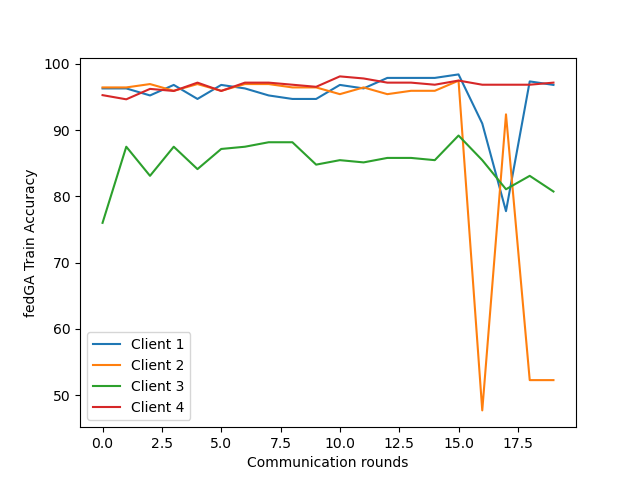 100
90
80
70
60
50
fedGA Train Accuracy
Client 1
Client 2
Client 3
Client 4
0.0 2.5 5.0 7.5 10.0 12.5 15.0 17.5
Communication rounds